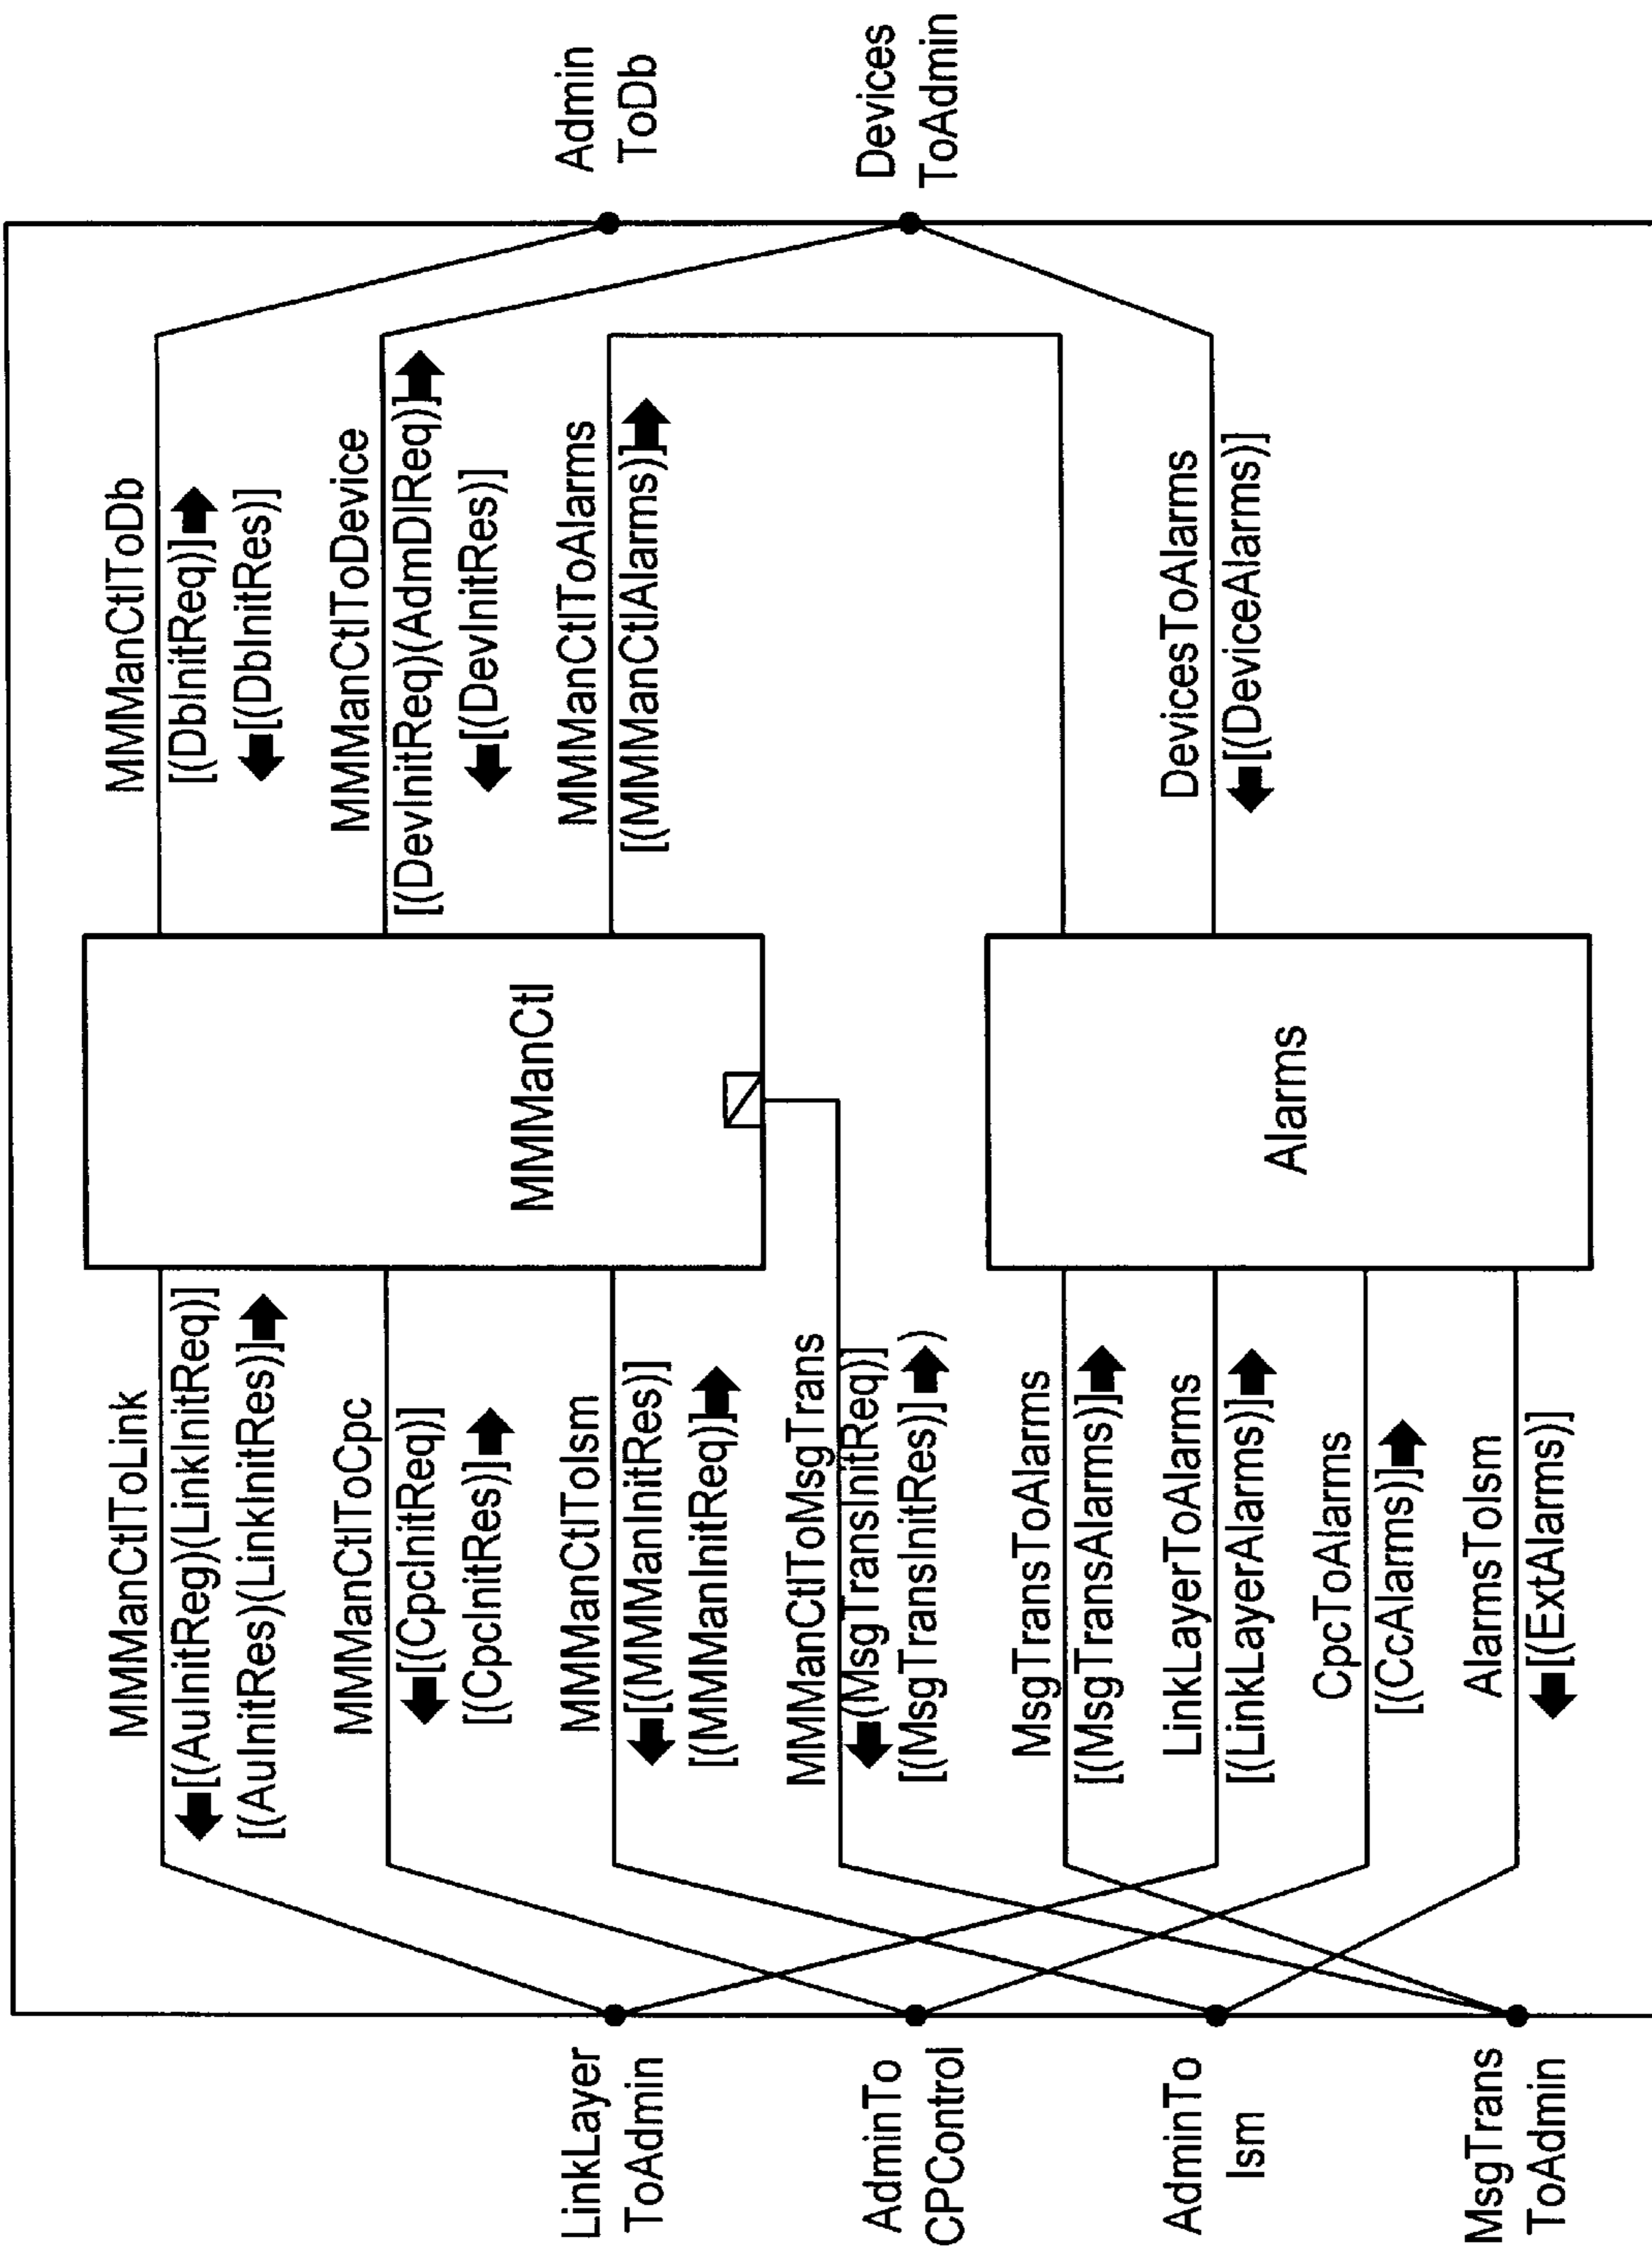 LinkLayer
ToAdmin
AdminTo
CPControl
AdminTo
Ism
MsgTrans
ToAdmin
MMManCtlToLink
[(AuInitReg)(LinkInitReq)]
[(AuInitRes)(LinkInitRes)]
MMManCtlToCpc
[(CpcInitReq)]
[(CpcInitRes)]
MMManCtlToIsm
[(MMManInitRes)]
[(MMManInitReq)]
MMManCtlToMsgTrans
(MsgTransInitReq)]
[(MsgTransInitRes)] )
MsgTransToAlarms
[(MsgTransAlarms)]
LinkLayerToAlarms
[(LinkLayerAlarms)]
CpcToAlarms
[(CcAlarms)]
AlarmsToIsm
[(ExtAlarms)]
MMManCtl
Alarms
MMManCtlToDb
[(DbInitReq)]
[(DbInitRes)]
MMManCtlToDevice
[(DevInitReq)(AdmDlReq)]
[(DevInitRes)]
MMManCtlToAlarms
[(MMManCtlAlarms)]
DevicesToAlarms
[(DeviceAlarms)]
Admin
ToDb
Devices
ToAdmin